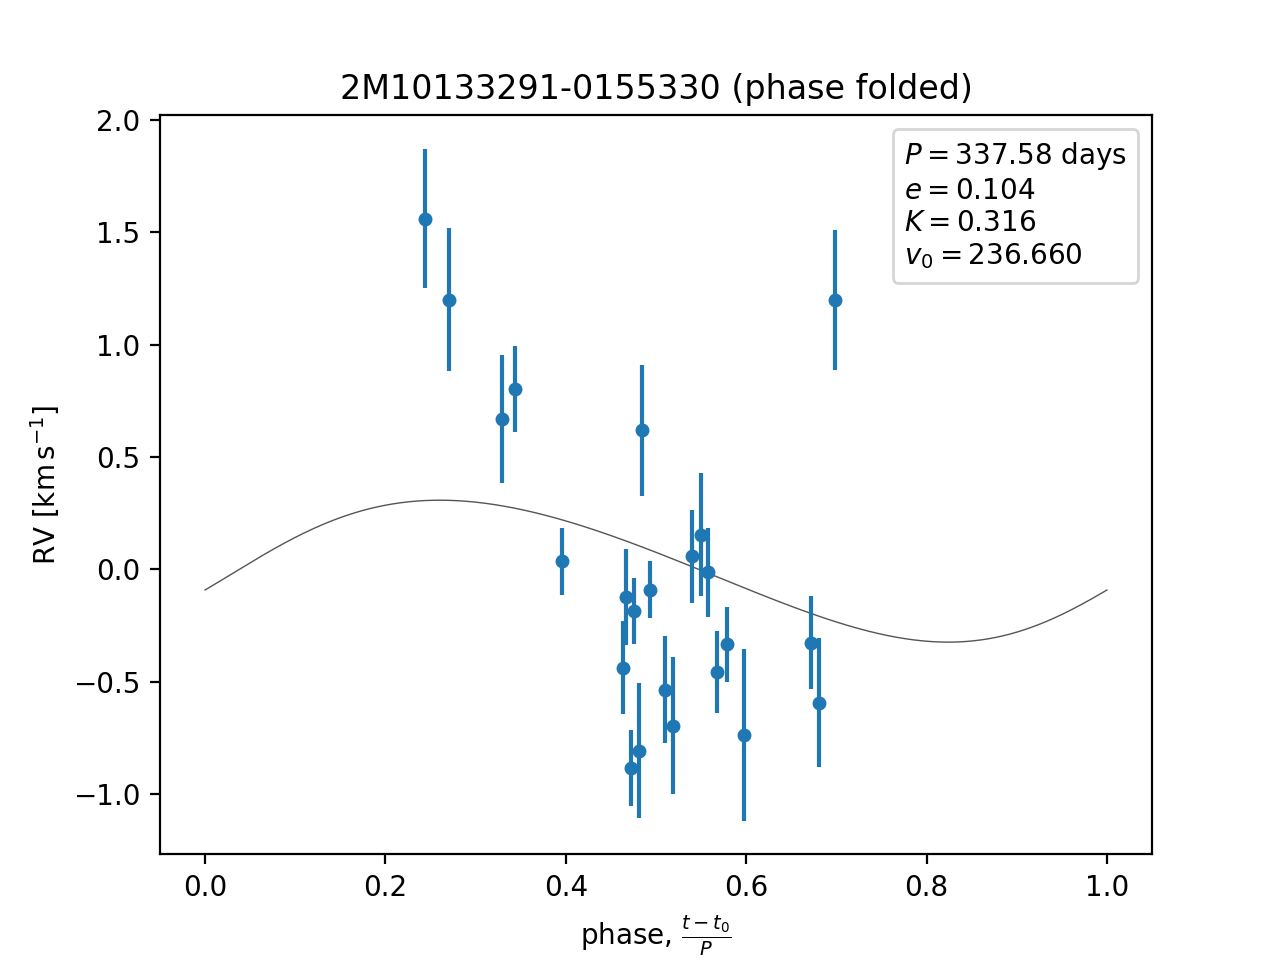 2M10133291-0155330 (phase folded)
P = 337.58 days
e = 0.104
K = 0.316
v₀ = 236.660
2.0
1.5
1.0
0.5
0.0
−0.5
−1.0
RV [km s⁻¹]
0.0 0.2 0.4 0.6 0.8 1.0
phase, (t − t₀)/P